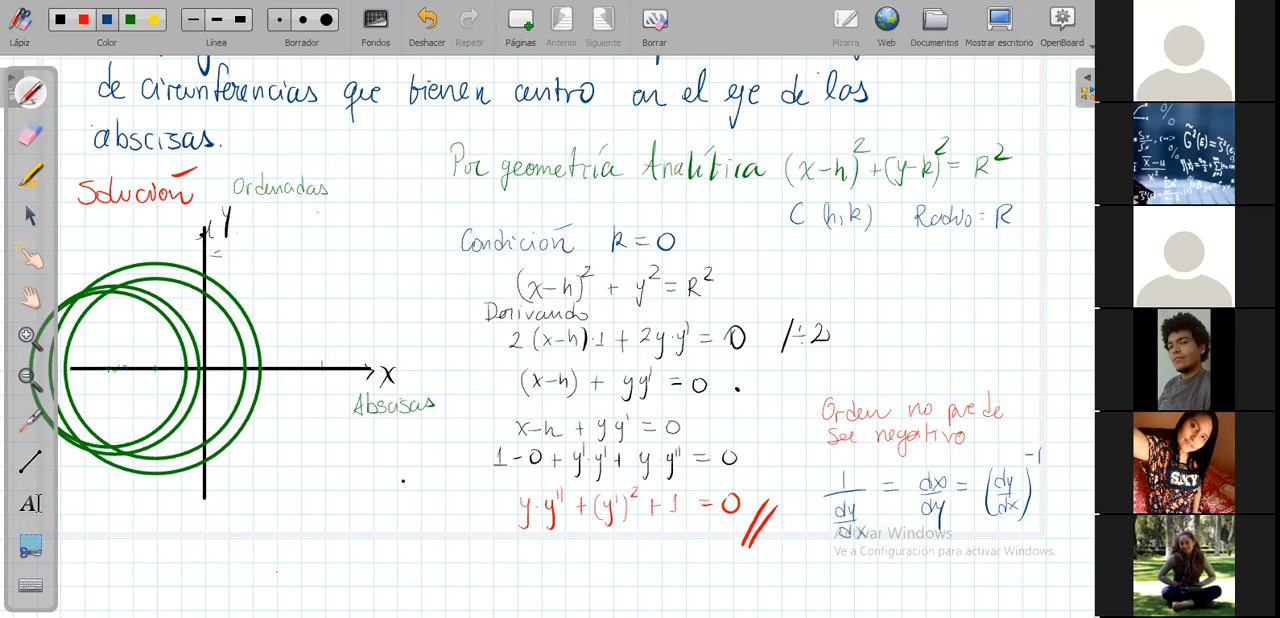 Lápiz Color Línea Borrador Fondos Deshacer Repetir Páginas Anterior Siguiente Borrar Pizarra Web Documentos Mostrar escritorio OpenBoard
de circunferencias que bienen centro en el eje de las
abscisas.
Por geometría Analítica (x-h)² + (y-k)² = R²
Solución
Ordenadas
C (h,k) Radio = R
Y
Condición k = 0
(x-h)² + y² = R²
Derivando
2(x-h)·1 + 2y·y' = 0 /÷2
X
(x-h) + yy' = 0 .
Abscisas
Orden no puede
ser negativo
x-h + yy' = 0
1-0 + y'·y' + y·y'' = 0
y·y'' + (y')² + 1 = 0 //
1/(dy/dx) = dx/dy = (dy/dx)⁻¹
Activar Windows
Ve a Configuración para activar Windows.
AI